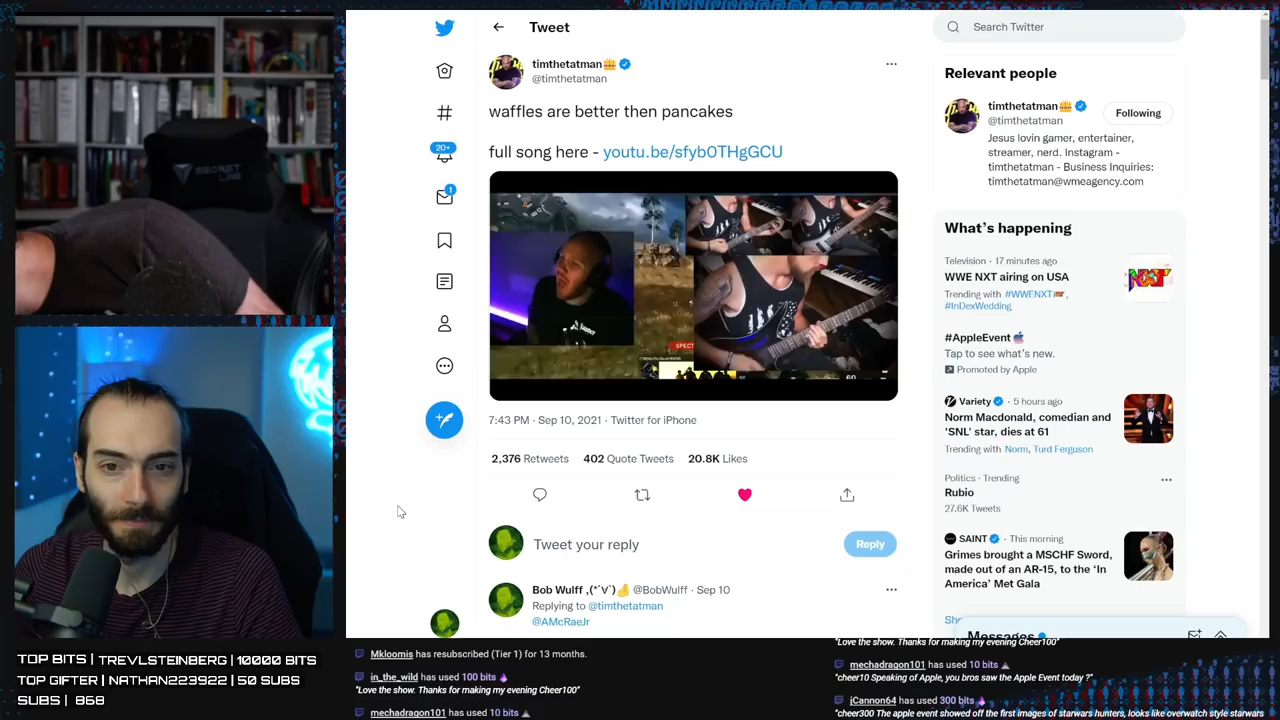 Tweet
timthetatman👑
@timthetatman
waffles are better then pancakes
full song here - youtu.be/sfyb0THgGCU
SPECT
60
7:43 PM · Sep 10, 2021 · Twitter for iPhone
2,376 Retweets 402 Quote Tweets 20.8K Likes
Tweet your reply
Reply
Bob Wulff ,(*´∀`)🤌 @BobWulff · Sep 10
Replying to @timthetatman
@AMcRaeJr
20+
1
SECRET LAB
Search Twitter
Relevant people
timthetatman👑
@timthetatman
Following
Jesus lovin gamer, entertainer,
streamer, nerd. Instagram -
timthetatman - Business Inquiries:
timthetatman@wmeagency.com
What's happening
Television · 17 minutes ago
WWE NXT airing on USA
Trending with #WWENXT,
#InDexWedding
NXT
#AppleEvent
Tap to see what's new.
Promoted by Apple
Variety · 5 hours ago
Norm Macdonald, comedian and
'SNL' star, dies at 61
Trending with Norm, Turd Ferguson
Politics · Trending
Rubio
27.6K Tweets
SAINT · This morning
Grimes brought a MSCHF Sword,
made out of an AR-15, to the 'In
America' Met Gala
Messages
TOP BITS | TREVLSTEINBERG | 10000 BITS
TOP GIFTER | NATHAN223922 | 50 SUBS
SUBS | 868
Mkloomis has resubscribed (Tier 1) for 13 months.
in_the_wild has used 100 bits
"Love the show. Thanks for making my evening Cheer100"
mechadragon101 has used 10 bits
"Love the show. Thanks for making my evening Cheer100"
mechadragon101 has used 10 bits
"cheer10 Speaking of Apple, you bros saw the Apple Event today ?"
jCannon64 has used 300 bits
"cheer300 The apple event showed off the first images of starwars hunters, looks like overwatch style starwars